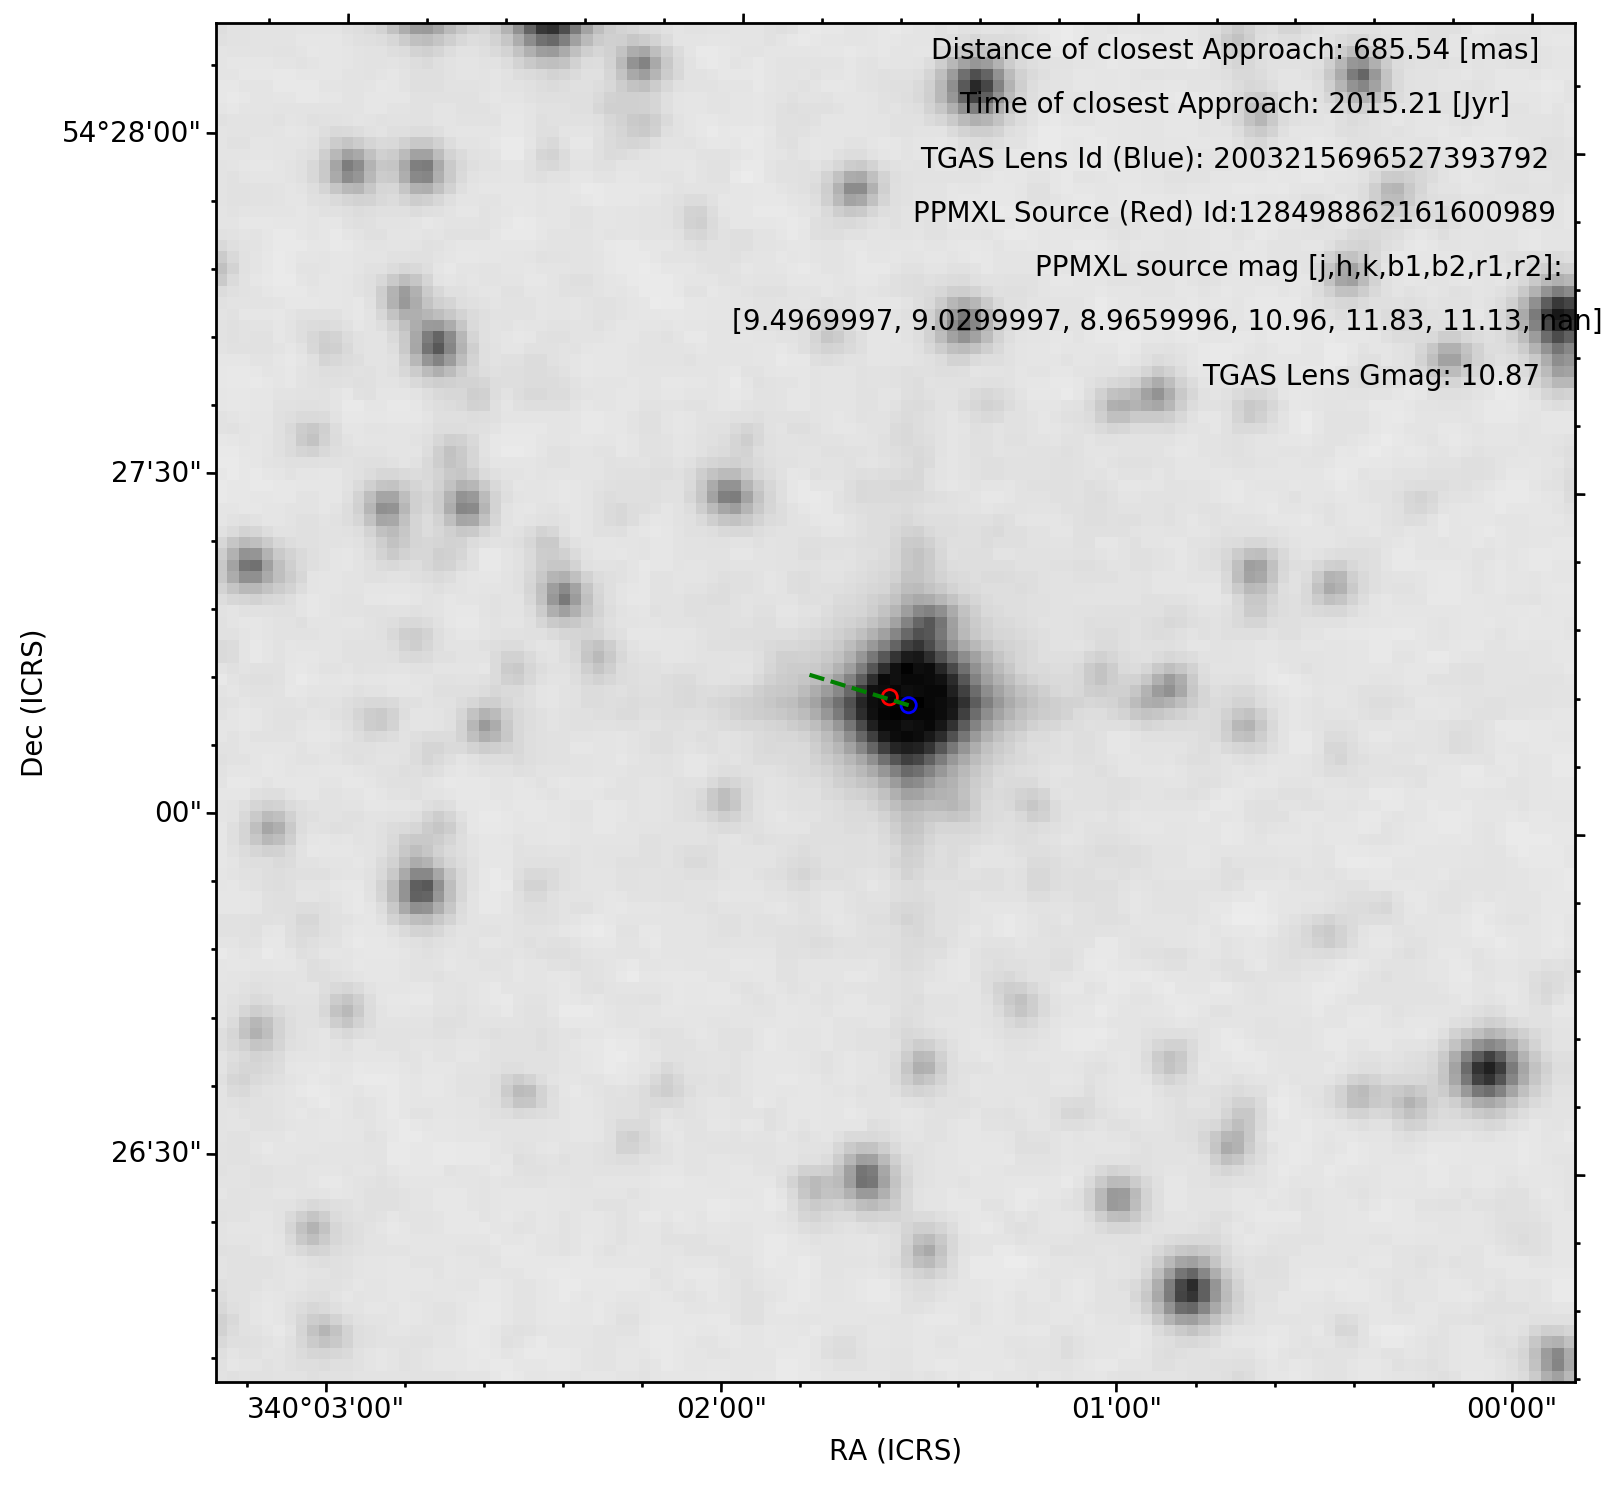 Distance of closest Approach: 685.54 [mas]
Time of closest Approach: 2015.21 [Jyr]
TGAS Lens Id (Blue): 2003215696527393792
PPMXL Source (Red) Id:128498862161600989
PPMXL source mag [j,h,k,b1,b2,r1,r2]:
[9.4969997, 9.0299997, 8.9659996, 10.96, 11.83, 11.13, nan]
TGAS Lens Gmag: 10.87
54°28'00"
27'30"
00"
26'30"
Dec (ICRS)
340°03'00" 02'00" 01'00" 00'00"
RA (ICRS)